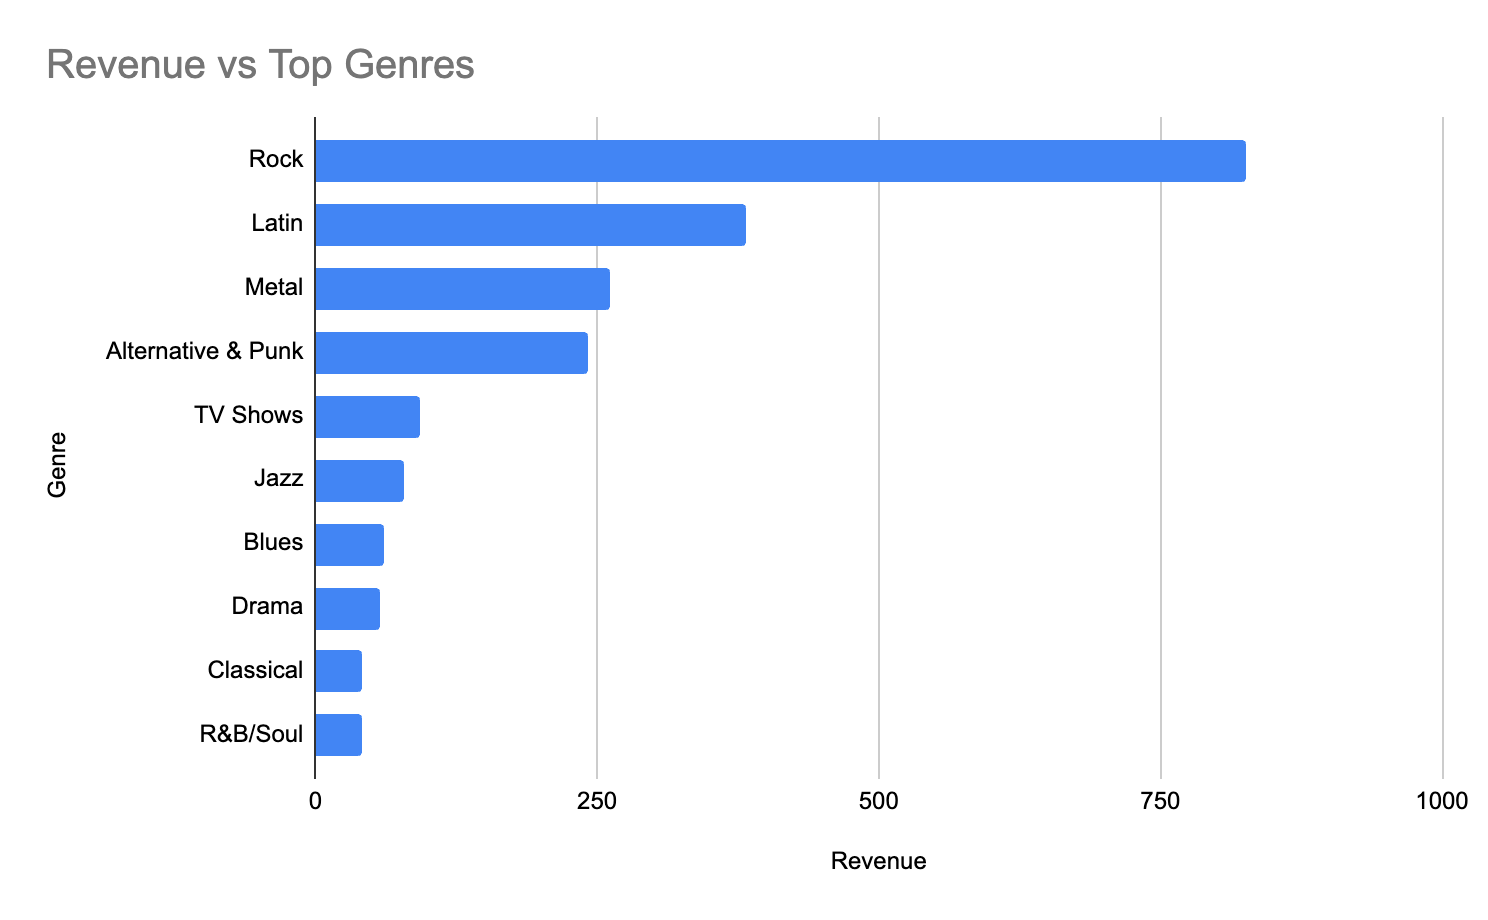 Revenue vs Top Genres
Genre
Rock
Latin
Metal
Alternative & Punk
TV Shows
Jazz
Blues
Drama
Classical
R&B/Soul
0 250 500 750 1000
Revenue